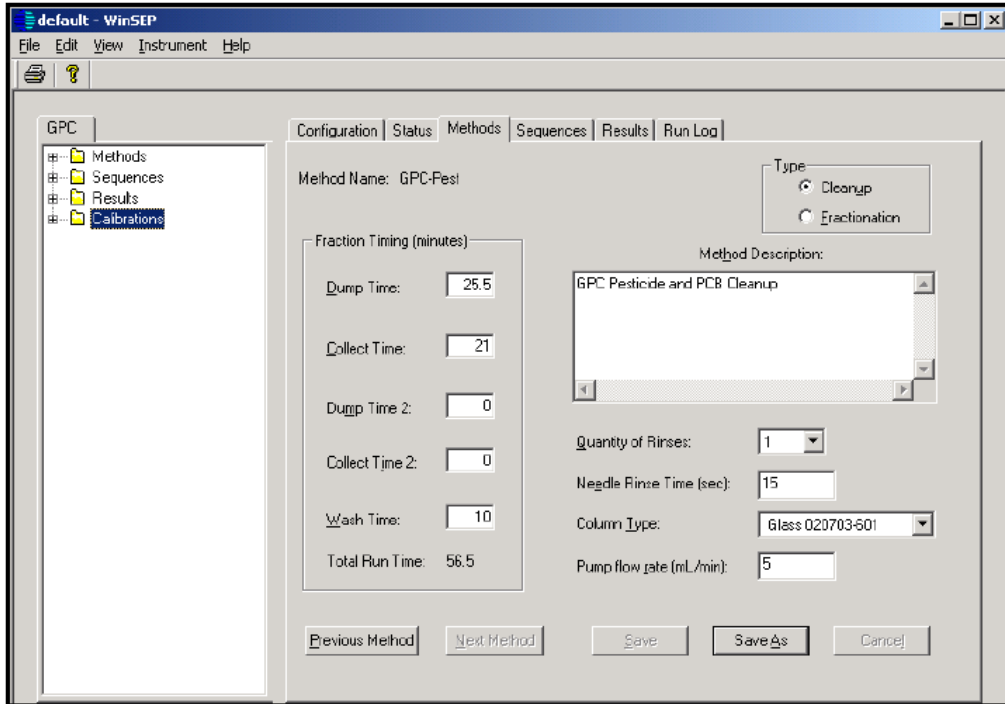 default - WinSEP
File Edit View Instrument Help
GPC
Methods
Sequences
Results
Calibrations
Configuration Status Methods Sequences Results Run Log
Method Name: GPC-Pest
Type
Cleanup
Fractionation
Fraction Timing (minutes)
Dump Time: 25.5
Collect Time: 21
Dump Time 2: 0
Collect Time 2: 0
Wash Time: 10
Total Run Time: 56.5
Method Description:
GPC Pesticide and PCB Cleanup
Quantity of Rinses: 1
Needle Rinse Time (sec): 15
Column Type: Glass 020703-601
Pump flow rate (mL/min): 5
Previous Method Next Method Save Save As Cancel